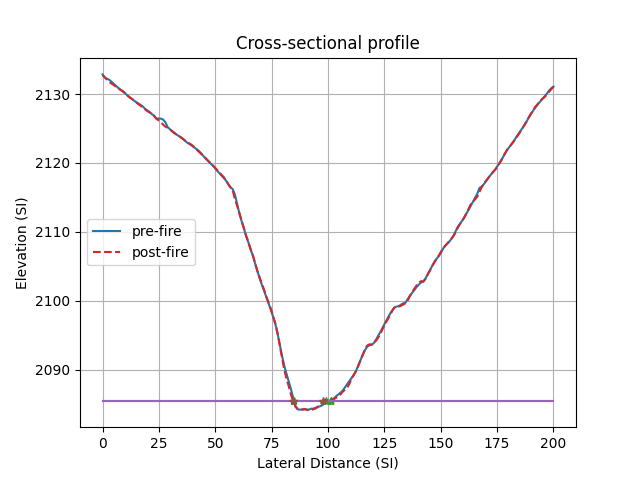 Cross-sectional profile
2130
2120
2110
2100
2090
Elevation (SI)
pre-fire
post-fire
0 25 50 75 100 125 150 175 200
Lateral Distance (SI)